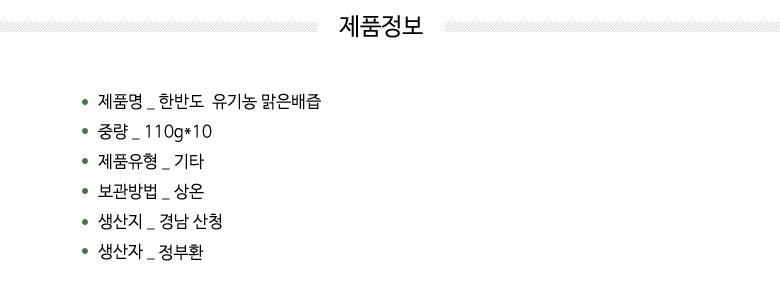 제품정보
제품명 _ 한반도 유기농 맑은배즙
중량 _ 110g*10
제품유형 _ 기타
보관방법 _ 상온
생산지 _ 경남 산청
생산자 _ 정부환